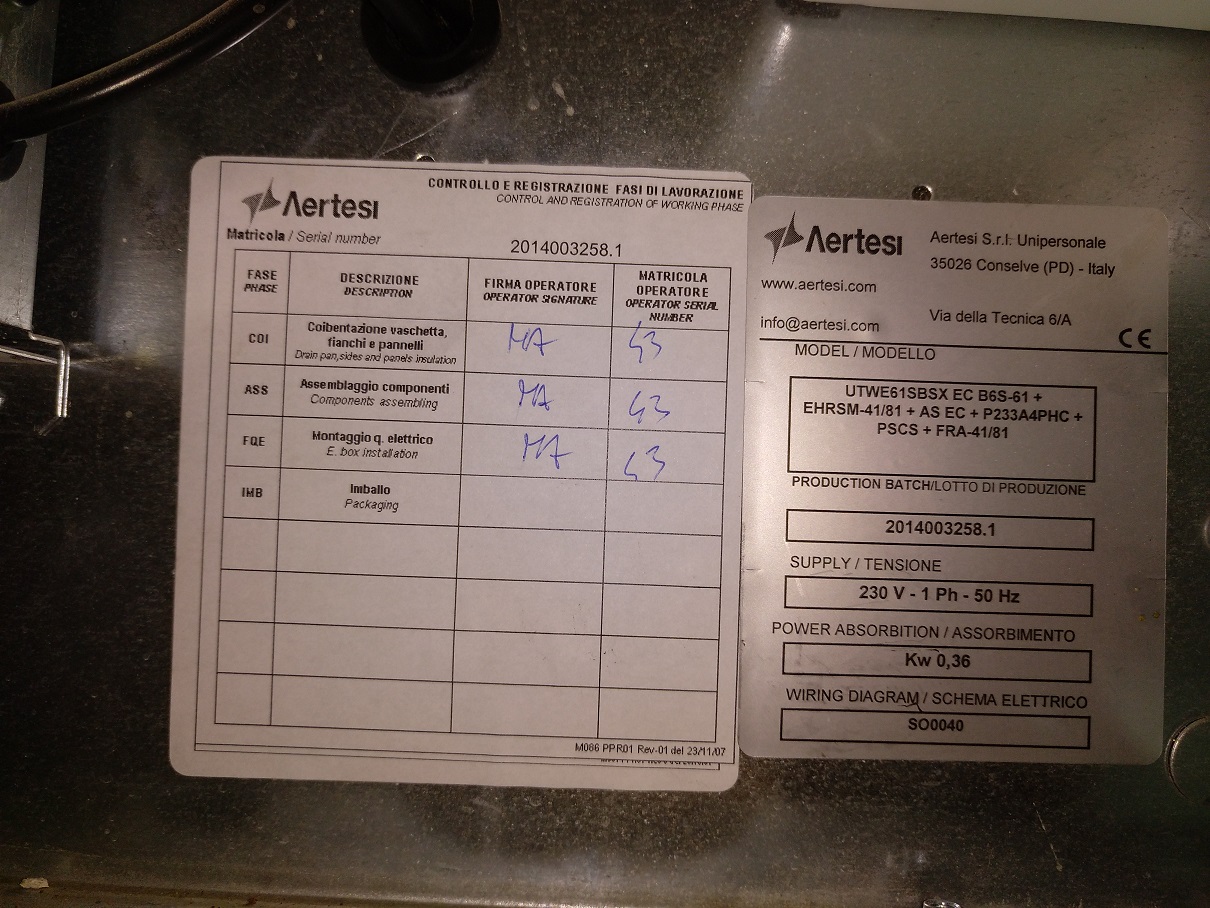 Aertesi
CONTROLLO E REGISTRAZIONE FASI DI LAVORAZIONE
CONTROL AND REGISTRATION OF WORKING PHASE
Matricola / Serial number
2014003258.1
FASE
PHASE
DESCRIZIONE
DESCRIPTION
FIRMA OPERATORE
OPERATOR SIGNATURE
MATRICOLA
OPERATORE
OPERATOR SERIAL
NUMBER
COI
Coibentazione vaschetta,
fianchi e pannelli
Drain pan,sides and panels insulation
MA
43
ASS
Assemblaggio componenti
Components assembling
MA
43
FQE
Montaggio q. elettrico
E. box installation
MA
43
IMB
Imballo
Packaging
M086 PPR01 Rev-01 del 23/11/07
Aertesi
Aertesi S.r.l. Unipersonale
35026 Conselve (PD) - Italy
www.aertesi.com
info@aertesi.com
Via della Tecnica 6/A
CE
MODEL / MODELLO
UTWE61SBSX EC B6S-61 +
EHRSM-41/81 + AS EC + P233A4PHC +
PSCS + FRA-41/81
PRODUCTION BATCH/LOTTO DI PRODUZIONE
2014003258.1
SUPPLY / TENSIONE
230 V - 1 Ph - 50 Hz
POWER ABSORBITION / ASSORBIMENTO
Kw 0,36
WIRING DIAGRAM / SCHEMA ELETTRICO
SO0040